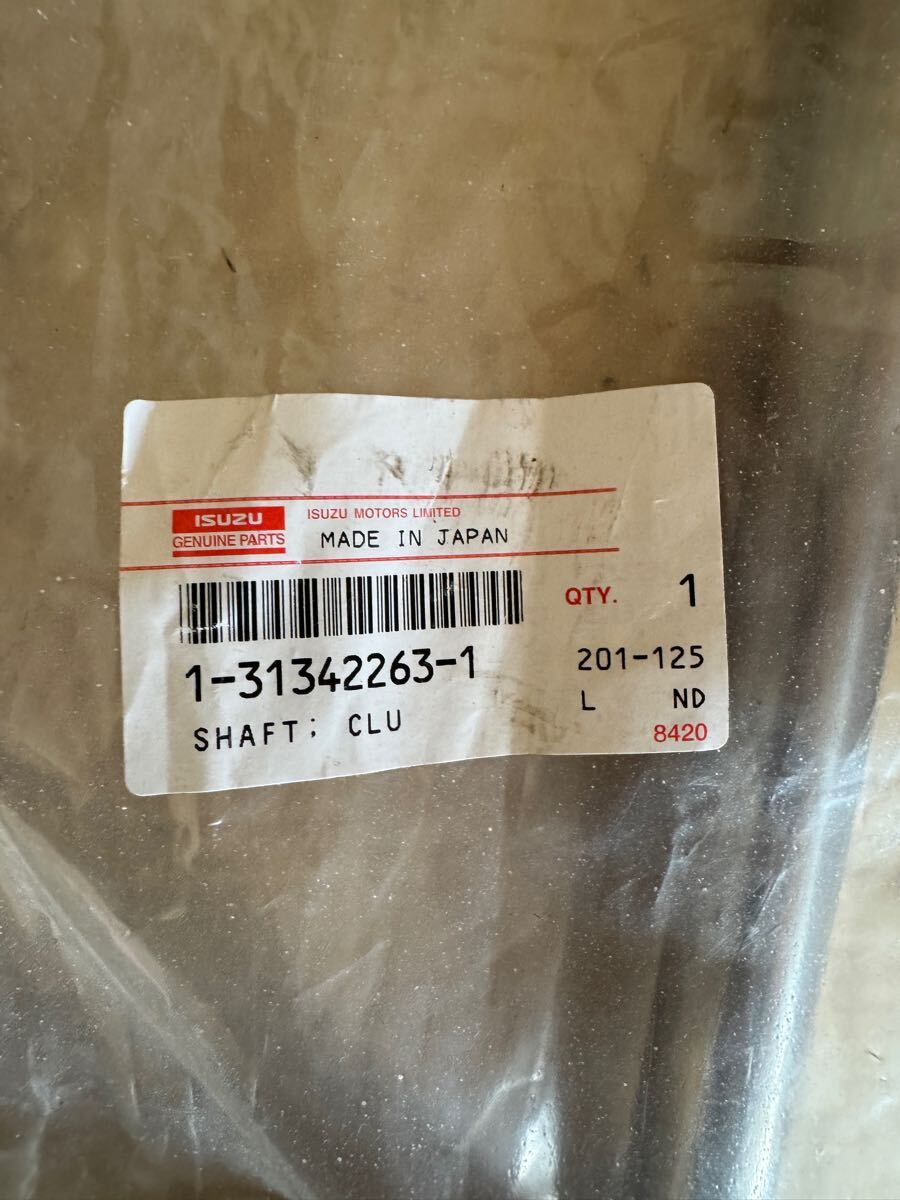 ISUZU
GENUINE PARTS
ISUZU MOTORS LIMITED
MADE IN JAPAN
QTY. 1
1-31342263-1
201-125
SHAFT; CLU
L ND
8420